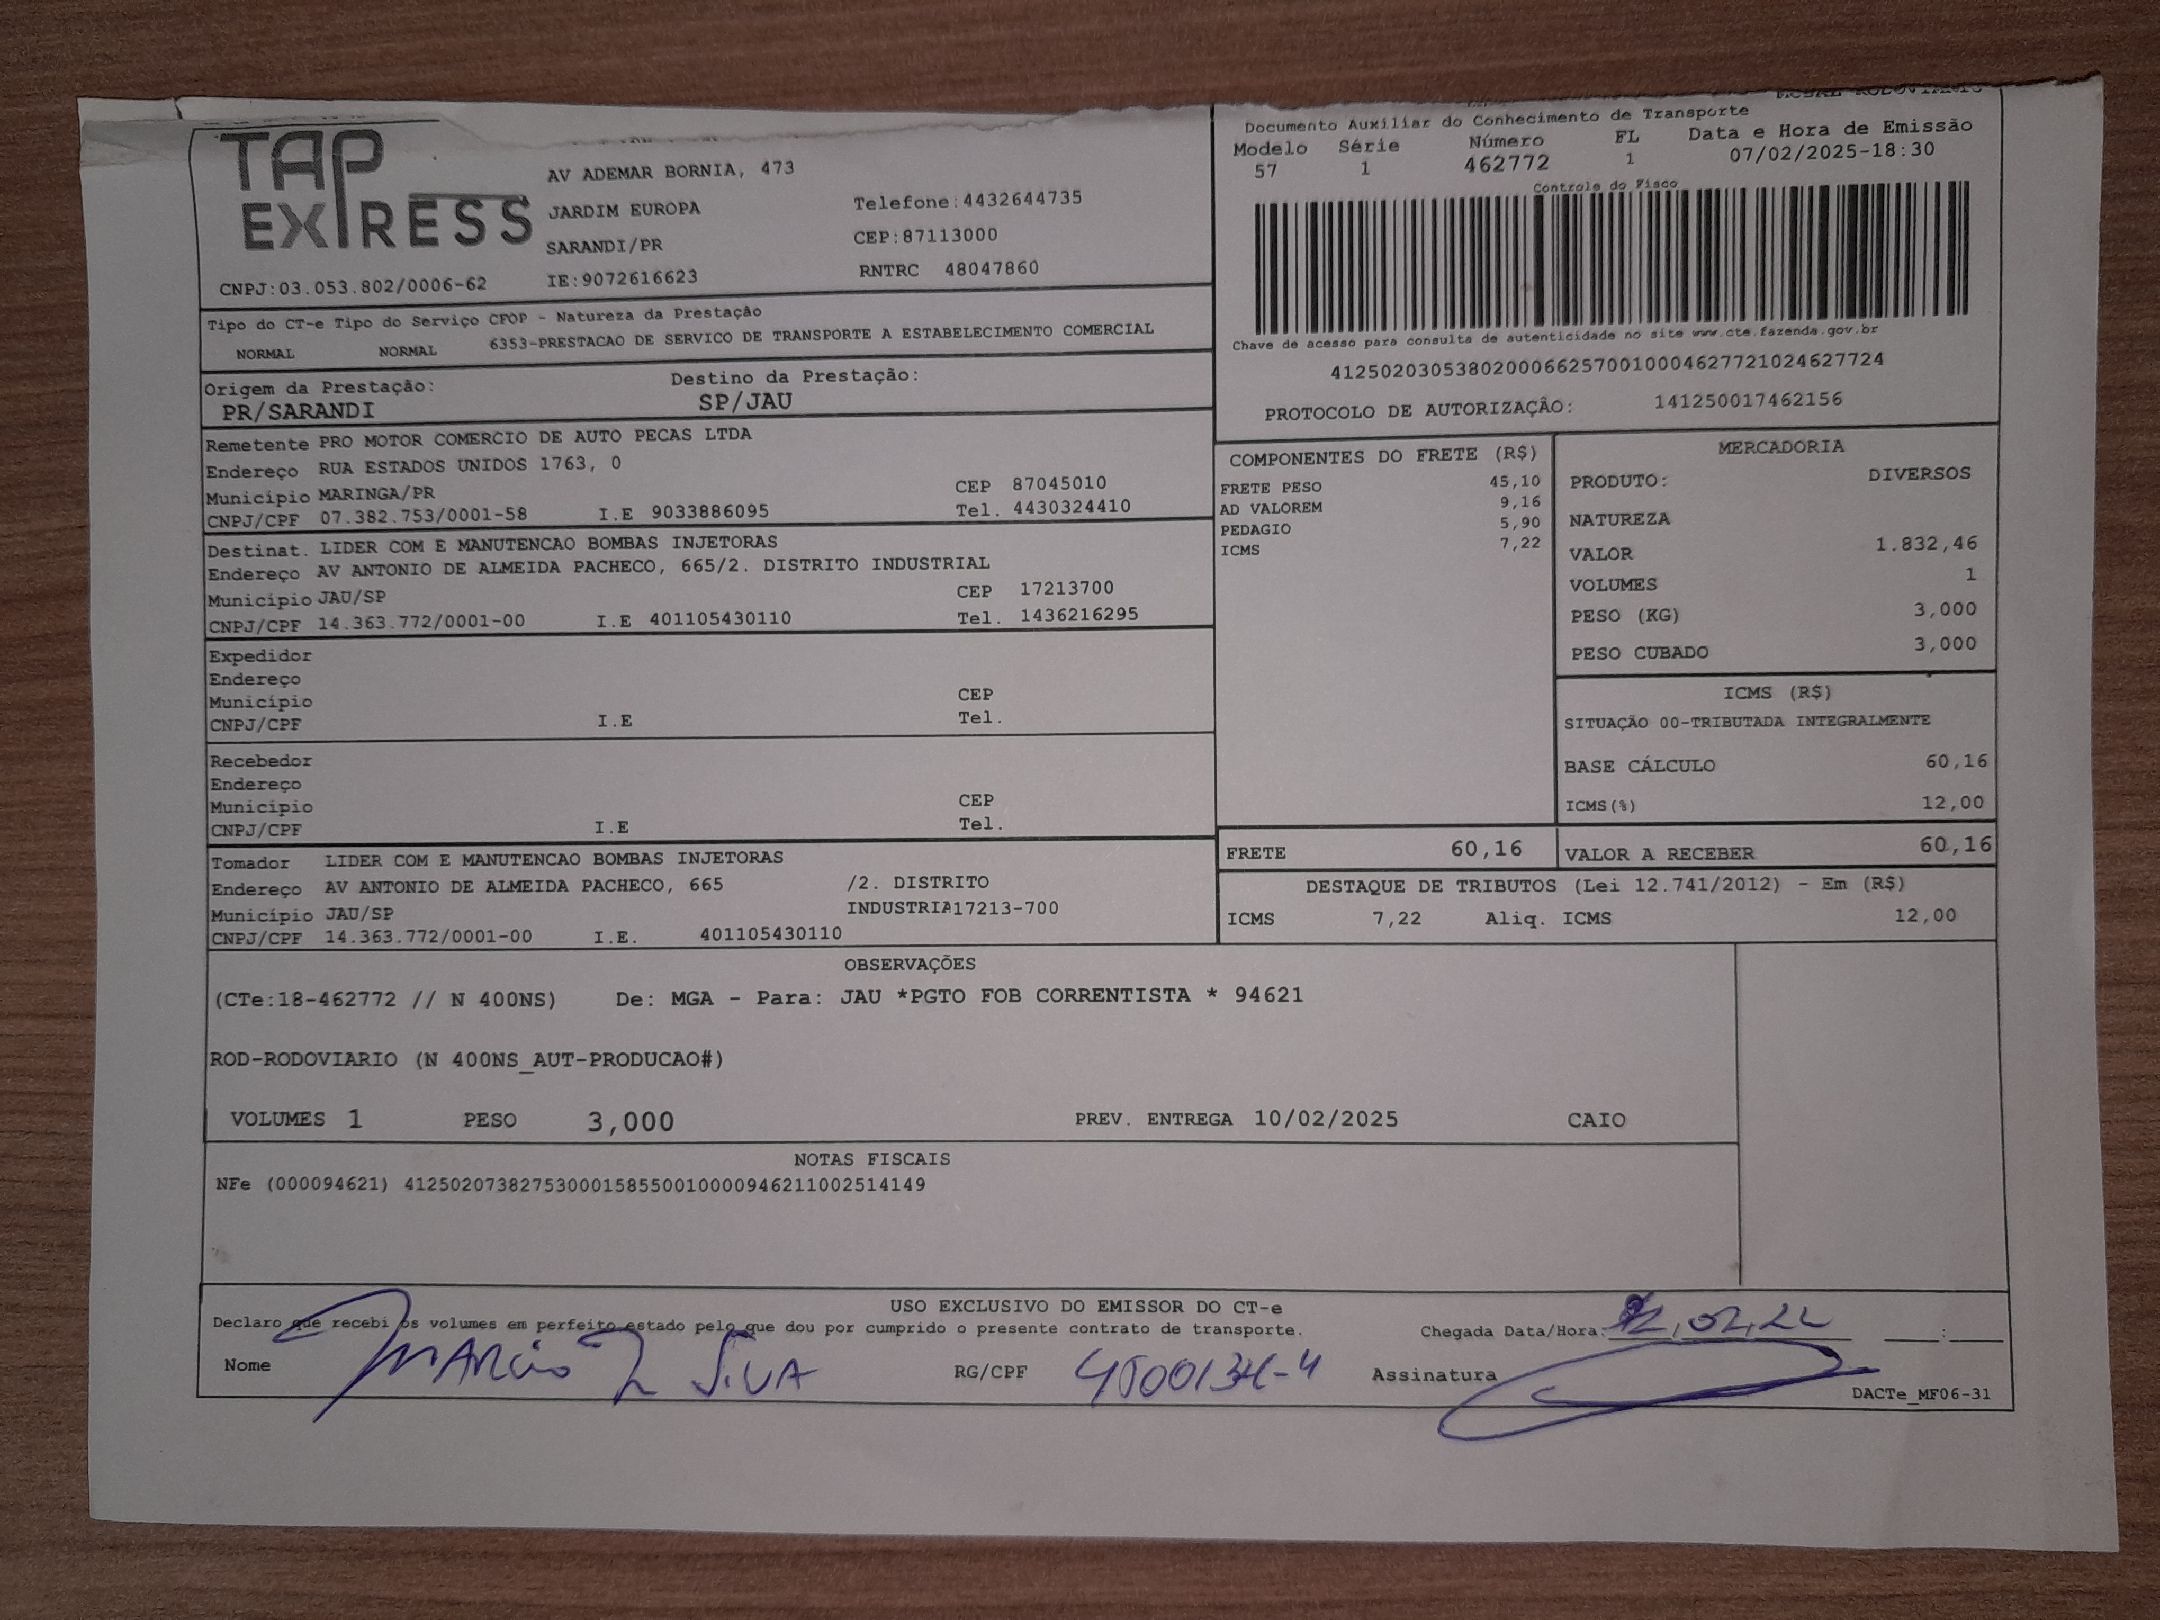 TAP
EXPRESS
CNPJ:03.053.802/0006-62
AV ADEMAR BORNIA, 473
JARDIM EUROPA
SARANDI/PR
IE:9072616623
Telefone:4432644735
CEP:87113000
RNTRC 48047860
Documento Auxiliar do Conhecimento de Transporte
Modelo Série Número FL Data e Hora de Emissão
57 1 462772 1 07/02/2025-18:30
Controle do Fisco
Chave de acesso para consulta de autenticidade no site www.cte.fazenda.gov.br
41250203053802000662570010004627721024627724
PROTOCOLO DE AUTORIZAÇÃO: 141250017462156
Tipo do CT-e Tipo do Serviço CFOP - Natureza da Prestação
NORMAL NORMAL 6353-PRESTACAO DE SERVICO DE TRANSPORTE A ESTABELECIMENTO COMERCIAL
Origem da Prestação: Destino da Prestação:
PR/SARANDI SP/JAU
Remetente PRO MOTOR COMERCIO DE AUTO PECAS LTDA
Endereço RUA ESTADOS UNIDOS 1763, 0
Município MARINGA/PR CEP 87045010
CNPJ/CPF 07.382.753/0001-58 I.E 9033886095 Tel. 4430324410
Destinat. LIDER COM E MANUTENCAO BOMBAS INJETORAS
Endereço AV ANTONIO DE ALMEIDA PACHECO, 665/2. DISTRITO INDUSTRIAL
Município JAU/SP CEP 17213700
CNPJ/CPF 14.363.772/0001-00 I.E 401105430110 Tel. 1436216295
Expedidor
Endereço
Município CEP
CNPJ/CPF I.E Tel.
Recebedor
Endereço
Município CEP
CNPJ/CPF I.E Tel.
Tomador LIDER COM E MANUTENCAO BOMBAS INJETORAS
Endereço AV ANTONIO DE ALMEIDA PACHECO, 665 /2. DISTRITO
Município JAU/SP INDUSTRIA17213-700
CNPJ/CPF 14.363.772/0001-00 I.E. 401105430110
COMPONENTES DO FRETE (R$)
FRETE PESO 45,10
AD VALOREM 9,16
PEDAGIO 5,90
ICMS 7,22
MERCADORIA
PRODUTO: DIVERSOS
NATUREZA
VALOR 1.832,46
VOLUMES 1
PESO (KG) 3,000
PESO CUBADO 3,000
ICMS (R$)
SITUAÇÃO 00-TRIBUTADA INTEGRALMENTE
BASE CÁLCULO 60,16
ICMS(%) 12,00
FRETE 60,16 VALOR A RECEBER 60,16
DESTAQUE DE TRIBUTOS (Lei 12.741/2012) - Em (R$)
ICMS 7,22 Aliq. ICMS 12,00
OBSERVAÇÕES
(CTe:18-462772 // N 400NS) De: MGA - Para: JAU *PGTO FOB CORRENTISTA * 94621
ROD-RODOVIARIO (N 400NS_AUT-PRODUCAO#)
VOLUMES 1 PESO 3,000 PREV. ENTREGA 10/02/2025 CAIO
NOTAS FISCAIS
NFe (000094621) 41250207382753000158550010000946211002514149
USO EXCLUSIVO DO EMISSOR DO CT-e
Declaro que recebi os volumes em perfeito estado pelo que dou por cumprido o presente contrato de transporte.
Chegada Data/Hora: __:__
Nome Marcio Silva RG/CPF Assinatura
DACTe_MF06-31